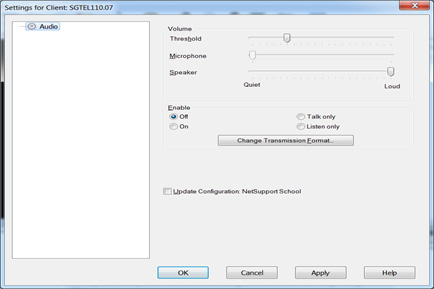 Settings for Client: SGTEL110.07
Audio
Volume
Threshold
Microphone
Speaker
Quiet Loud
Enable
Off Talk only
On Listen only
Change Transmission Format...
Update Configuration: NetSupport School
OK Cancel Apply Help